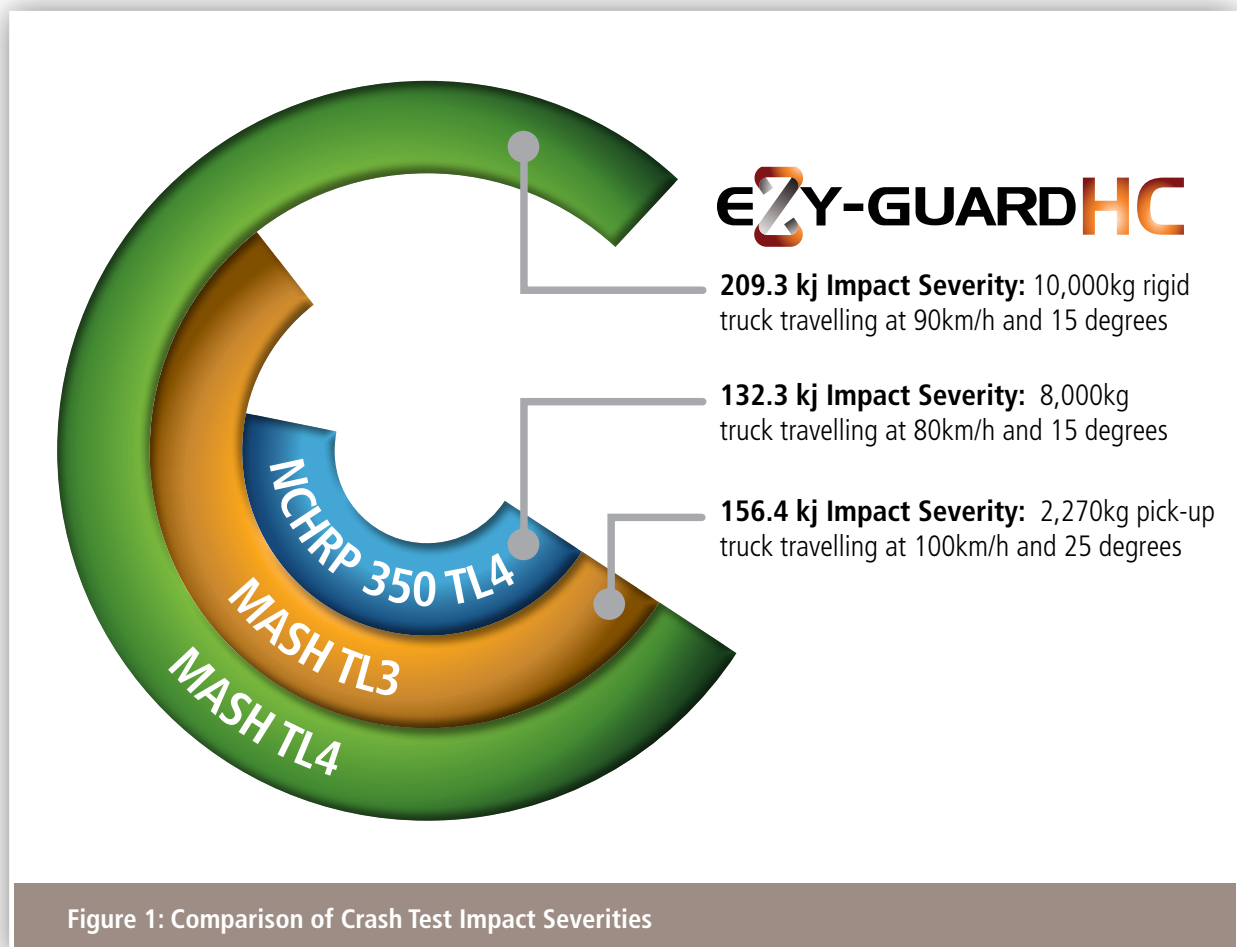 EZY-GUARD HC
209.3 kj Impact Severity: 10,000kg rigid
truck travelling at 90km/h and 15 degrees
132.3 kj Impact Severity: 8,000kg
truck travelling at 80km/h and 15 degrees
156.4 kj Impact Severity: 2,270kg pick-up
truck travelling at 100km/h and 25 degrees
NCHRP 350 TL4
MASH TL3
MASH TL4
Figure 1: Comparison of Crash Test Impact Severities